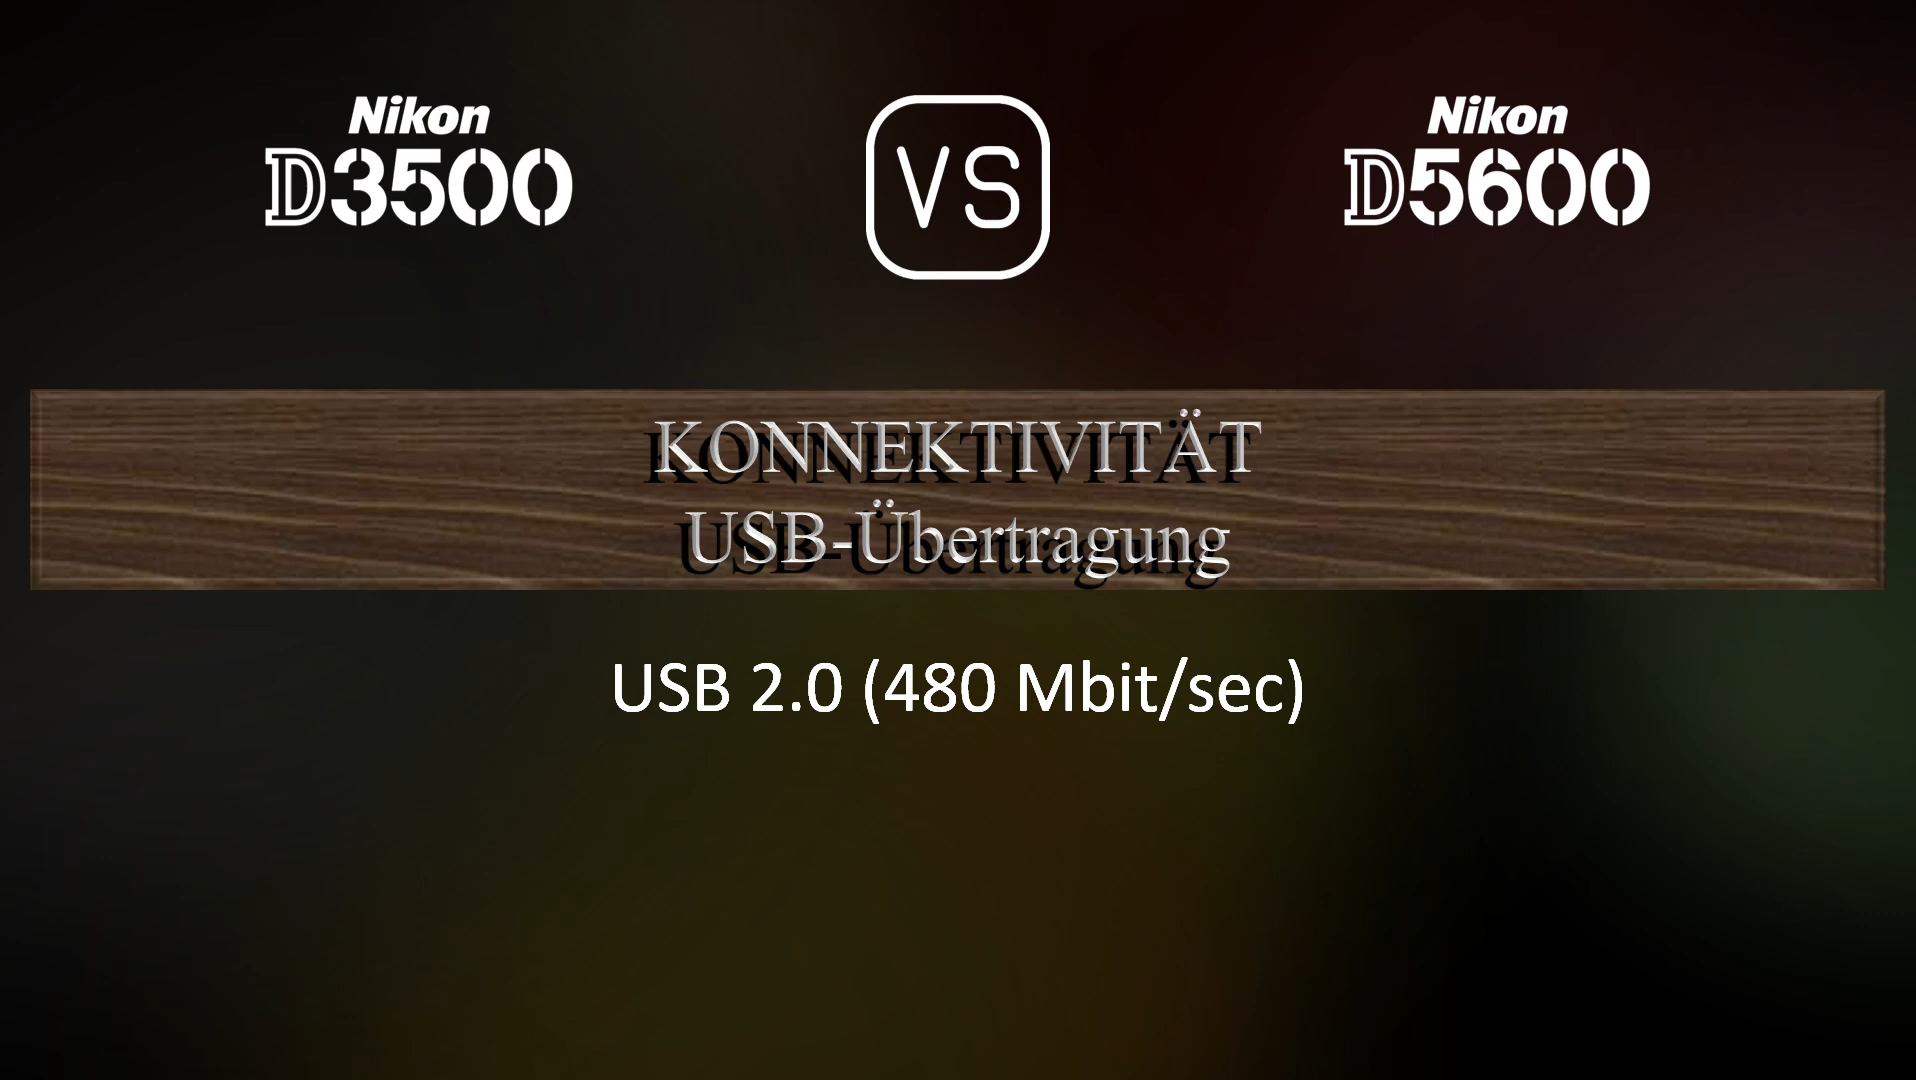 Nikon
D3500
VS
Nikon
D5600
KONNEKTIVITÄT
USB-Übertragung
USB 2.0 (480 Mbit/sec)